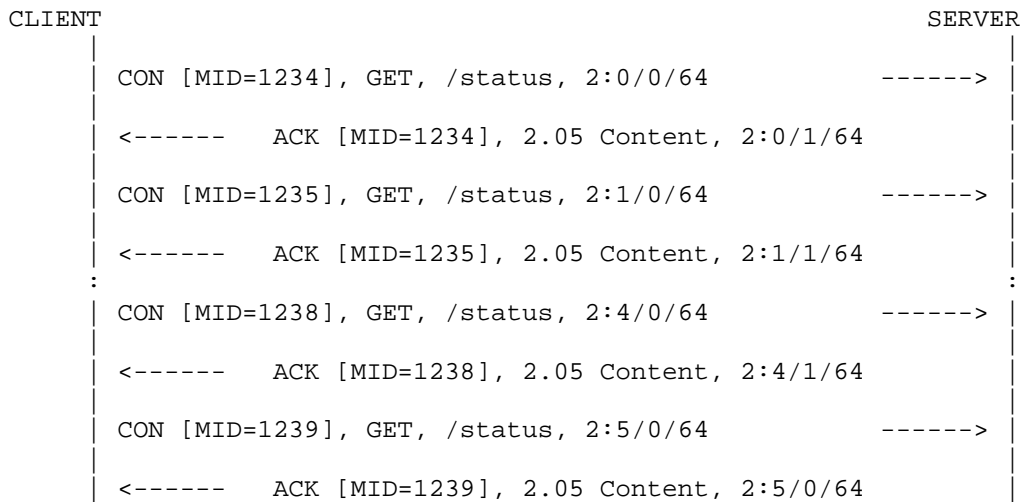 CLIENT                                                     SERVER
| CON [MID=1234], GET, /status, 2:0/0/64           ------> |
| <------   ACK [MID=1234], 2.05 Content, 2:0/1/64         |
| CON [MID=1235], GET, /status, 2:1/0/64           ------> |
| <------   ACK [MID=1235], 2.05 Content, 2:1/1/64         |
:                                                          :
| CON [MID=1238], GET, /status, 2:4/0/64           ------> |
| <------   ACK [MID=1238], 2.05 Content, 2:4/1/64         |
| CON [MID=1239], GET, /status, 2:5/0/64           ------> |
| <------   ACK [MID=1239], 2.05 Content, 2:5/0/64         |